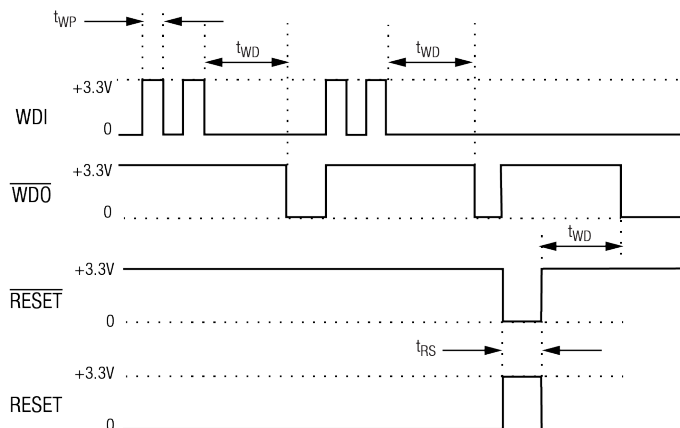 tWP
tWD
tWD
+3.3V
WDI
0
+3.3V
WDO
0
tWD
+3.3V
RESET
0
tRS
+3.3V
RESET
0